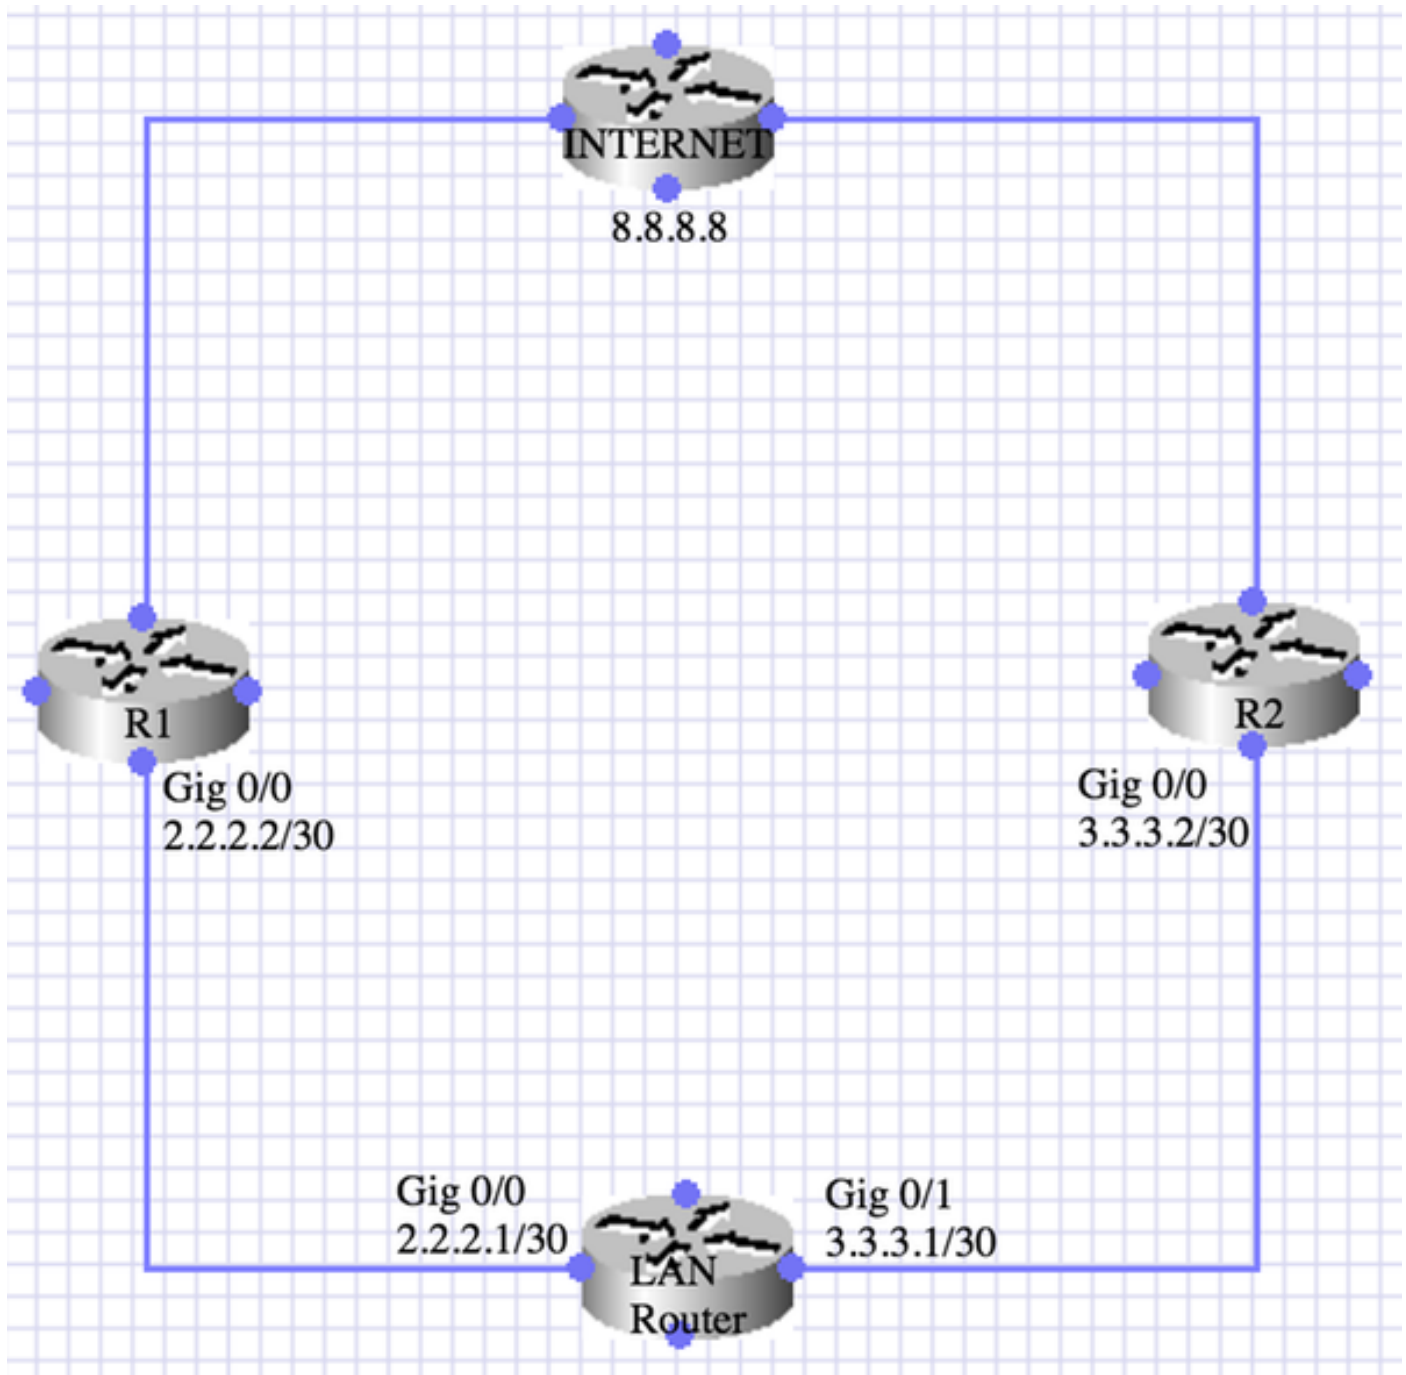 INTERNET
8.8.8.8
R1
Gig 0/0
2.2.2.2/30
R2
Gig 0/0
3.3.3.2/30
Gig 0/0
2.2.2.1/30
Gig 0/1
3.3.3.1/30
LAN
Router